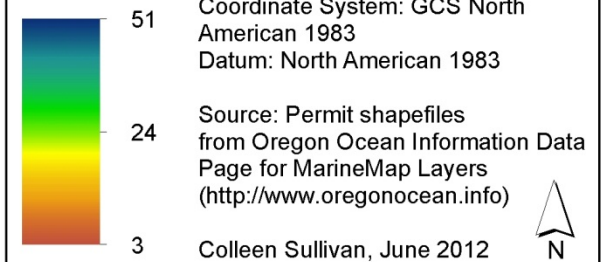 51
24
3
Coordinate System: GCS North
American 1983
Datum: North American 1983
Source: Permit shapefiles
from Oregon Ocean Information Data
Page for MarineMap Layers
(http://www.oregonocean.info)
Colleen Sullivan, June 2012
N